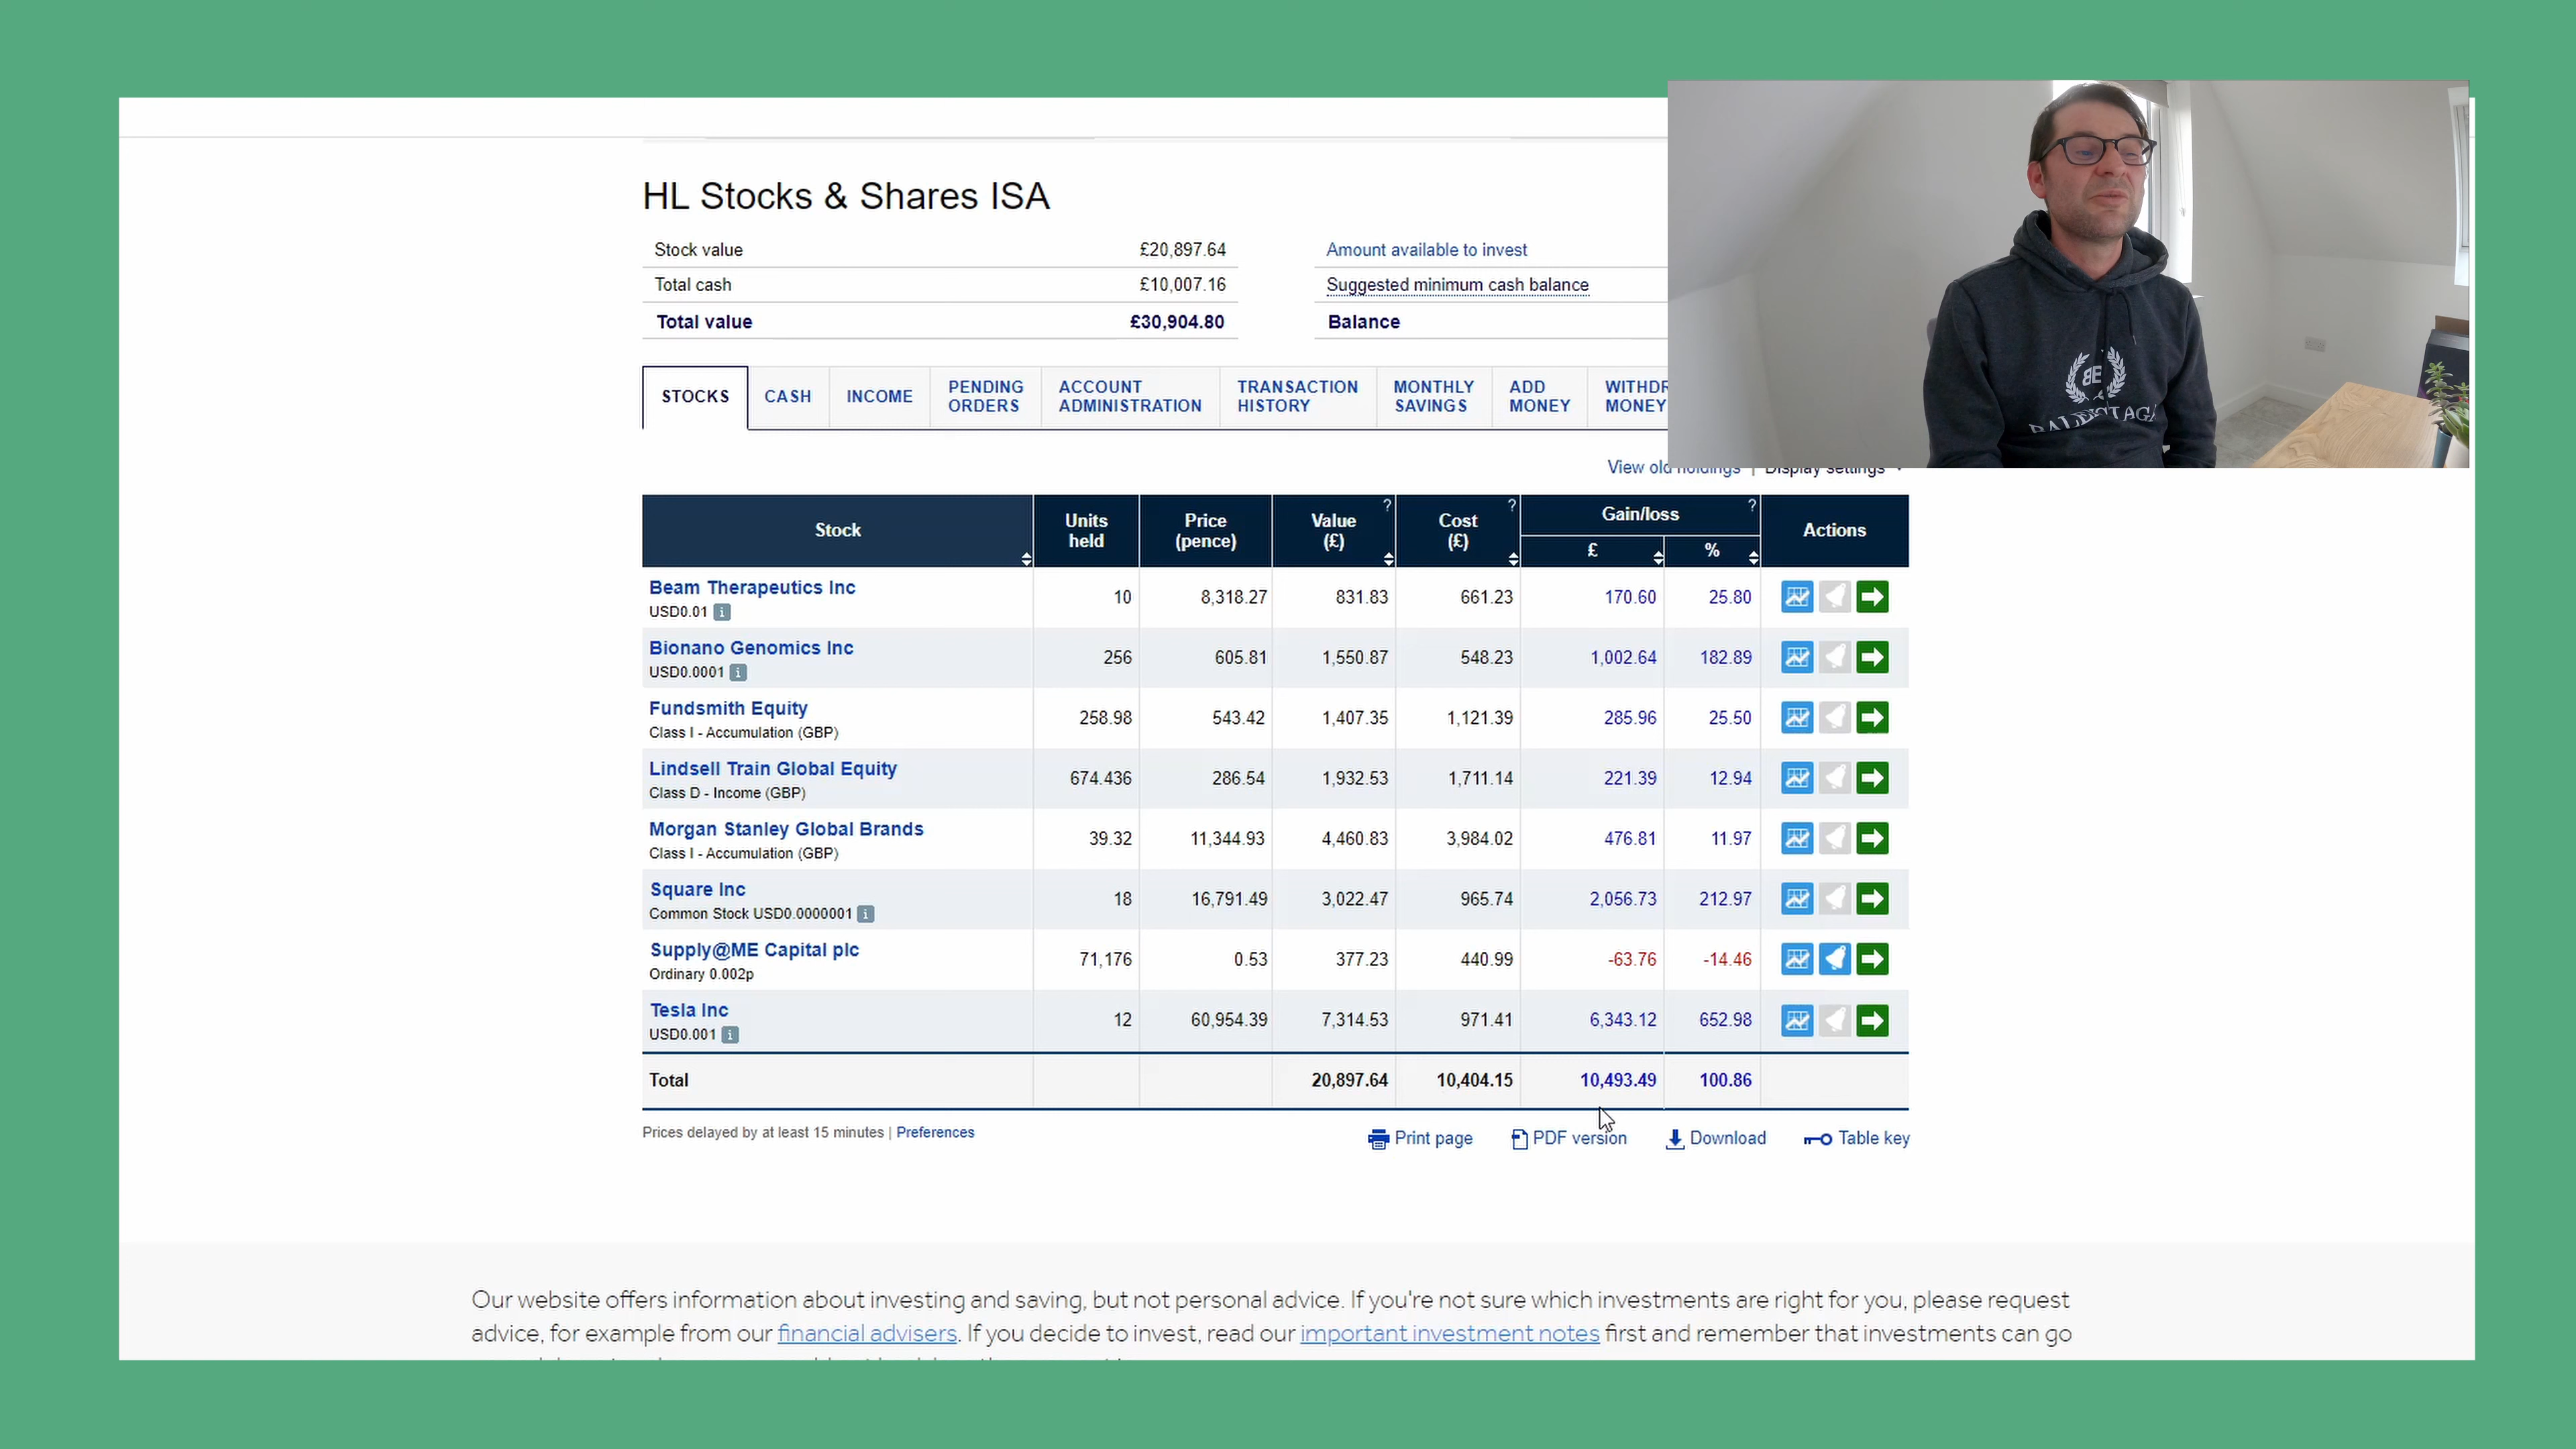 HL Stocks & Shares ISA
Stock value £20,897.64 Amount available to invest
Total cash £10,007.16 Suggested minimum cash balance
Total value £30,904.80 Balance
STOCKS CASH INCOME PENDING ORDERS ACCOUNT ADMINISTRATION TRANSACTION HISTORY MONTHLY SAVINGS ADD MONEY MONEY
View old holdings | Display settings
Stock Units held Price (pence) Value (£) ? Cost (£) ? Gain/loss ? £ % Actions
Beam Therapeutics Inc 10 8,318.27 831.83 661.23 170.60 25.80
USD0.01 i
Bionano Genomics Inc 256 605.81 1,550.87 548.23 1,002.64 182.89
USD0.0001 i
Fundsmith Equity 258.98 543.42 1,407.35 1,121.39 285.96 25.50
Class I - Accumulation (GBP)
Lindsell Train Global Equity 674.436 286.54 1,932.53 1,711.14 221.39 12.94
Class D - Income (GBP)
Morgan Stanley Global Brands 39.32 11,344.93 4,460.83 3,984.02 476.81 11.97
Class I - Accumulation (GBP)
Square Inc 18 16,791.49 3,022.47 965.74 2,056.73 212.97
Common Stock USD0.0000001 i
Supply@ME Capital plc 71,176 0.53 377.23 440.99 -63.76 -14.46
Ordinary 0.002p
Tesla Inc 12 60,954.39 7,314.53 971.41 6,343.12 652.98
USD0.001 i
Total 20,897.64 10,404.15 10,493.49 100.86
Prices delayed by at least 15 minutes | Preferences Print page PDF version Download Table key
Our website offers information about investing and saving, but not personal advice. If you're not sure which investments are right for you, please request
advice, for example from our financial advisers. If you decide to invest, read our important investment notes first and remember that investments can go